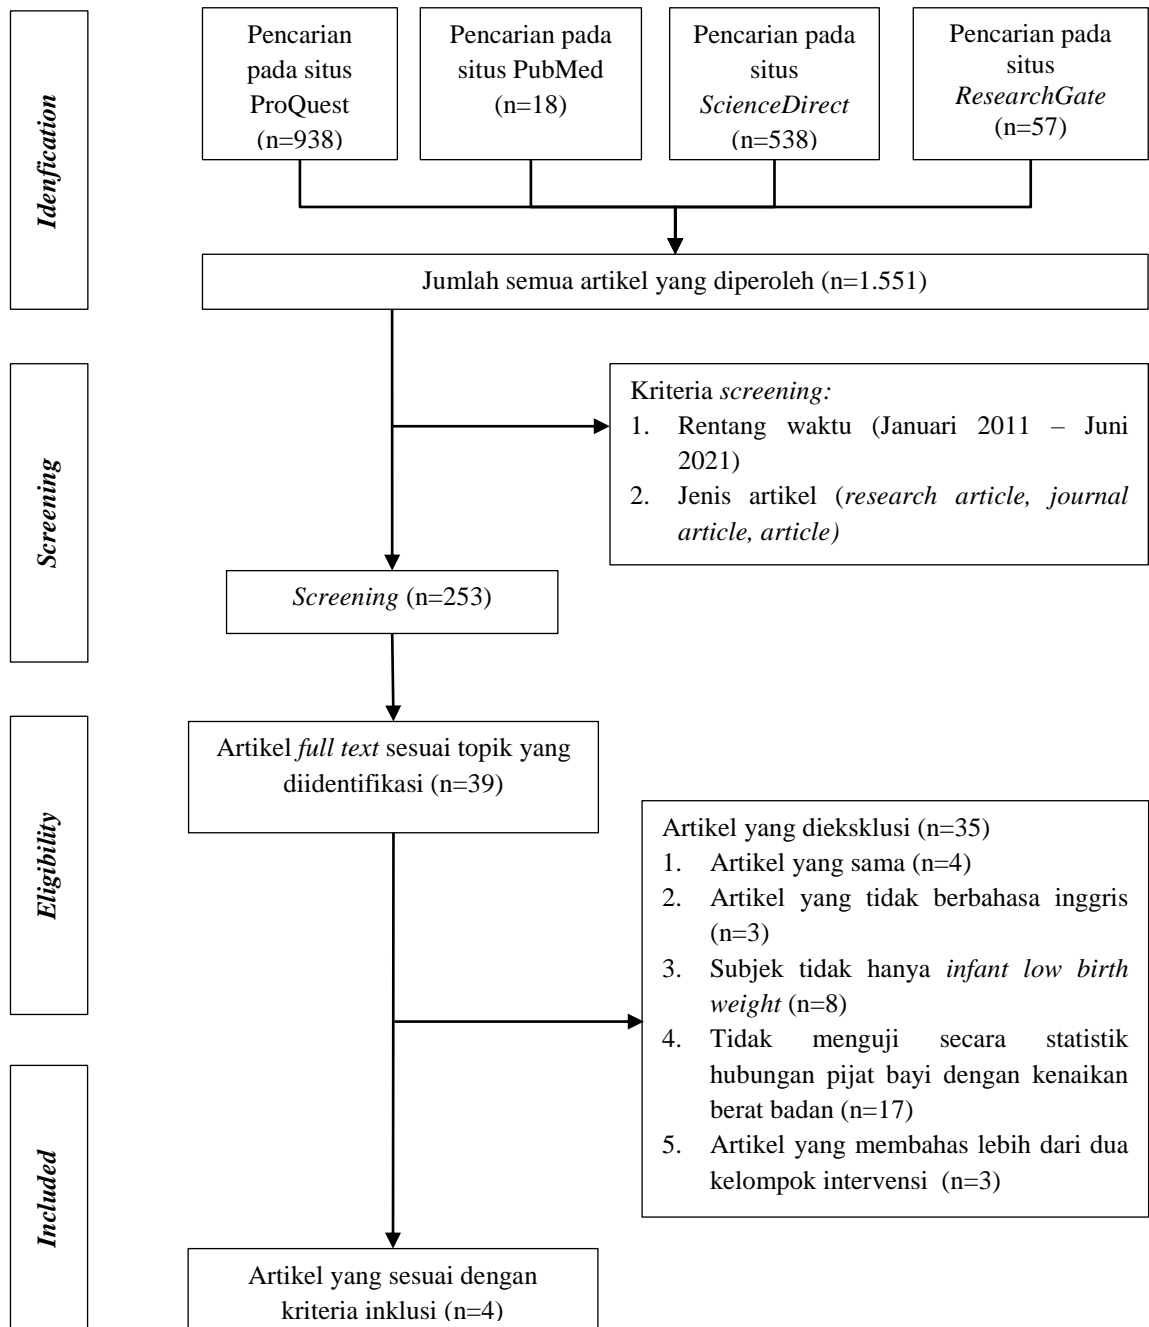 Idenfication
Pencarian
pada situs
ProQuest
(n=938)
Pencarian pada
situs PubMed
(n=18)
Pencarian pada
situs
ScienceDirect
(n=538)
Pencarian pada
situs
ResearchGate
(n=57)
Jumlah semua artikel yang diperoleh (n=1.551)
Screening
Kriteria screening:
1. Rentang waktu (Januari 2011 – Juni
2021)
2. Jenis artikel (research article, journal
article, article)
Screening (n=253)
Eligibility
Artikel full text sesuai topik yang
diidentifikasi (n=39)
Artikel yang dieksklusi (n=35)
1. Artikel yang sama (n=4)
2. Artikel yang tidak berbahasa inggris
(n=3)
3. Subjek tidak hanya infant low birth
weight (n=8)
4. Tidak menguji secara statistik
hubungan pijat bayi dengan kenaikan
berat badan (n=17)
5. Artikel yang membahas lebih dari dua
kelompok intervensi (n=3)
Included
Artikel yang sesuai dengan
kriteria inklusi (n=4)